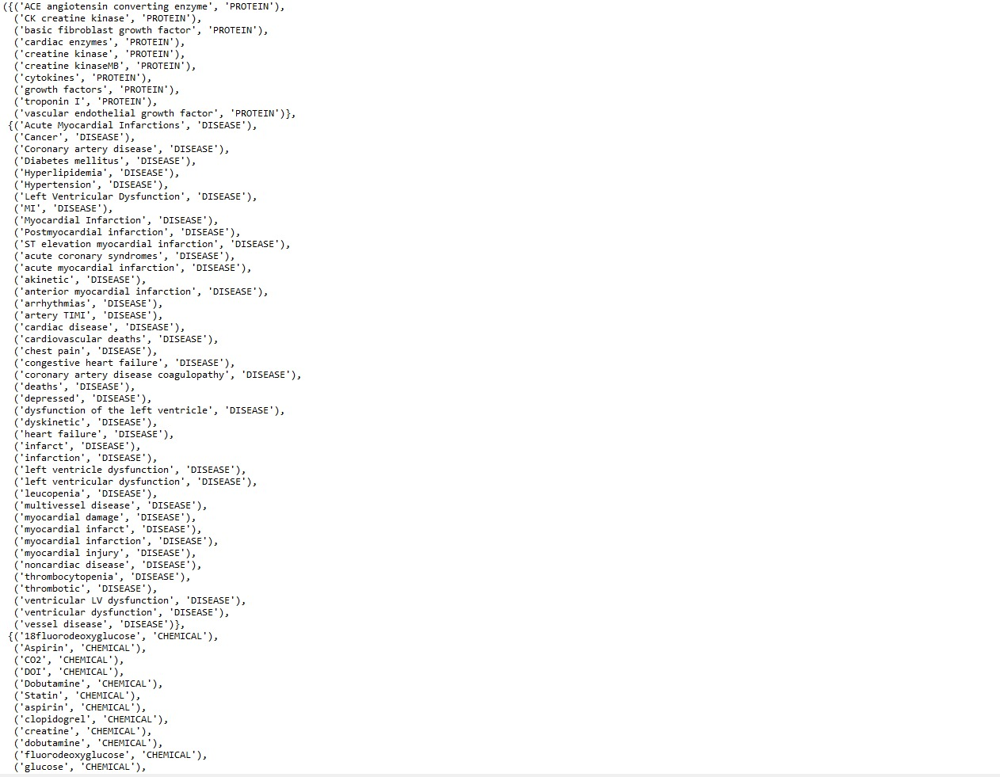 ({('ACE angiotensin converting enzyme', 'PROTEIN'),
('CK creatine kinase', 'PROTEIN'),
('basic fibroblast growth factor', 'PROTEIN'),
('cardiac enzymes', 'PROTEIN'),
('creatine kinase', 'PROTEIN'),
('creatine kinaseMB', 'PROTEIN'),
('cytokines', 'PROTEIN'),
('growth factors', 'PROTEIN'),
('troponin I', 'PROTEIN'),
('vascular endothelial growth factor', 'PROTEIN')},
{('Acute Myocardial Infarctions', 'DISEASE'),
('Cancer', 'DISEASE'),
('Coronary artery disease', 'DISEASE'),
('Diabetes mellitus', 'DISEASE'),
('Hyperlipidemia', 'DISEASE'),
('Hypertension', 'DISEASE'),
('Left Ventricular Dysfunction', 'DISEASE'),
('MI', 'DISEASE'),
('Myocardial Infarction', 'DISEASE'),
('Postmyocardial infarction', 'DISEASE'),
('ST elevation myocardial infarction', 'DISEASE'),
('acute coronary syndromes', 'DISEASE'),
('acute myocardial infarction', 'DISEASE'),
('akinetic', 'DISEASE'),
('anterior myocardial infarction', 'DISEASE'),
('arrhythmias', 'DISEASE'),
('artery TIMI', 'DISEASE'),
('cardiac disease', 'DISEASE'),
('cardiovascular deaths', 'DISEASE'),
('chest pain', 'DISEASE'),
('congestive heart failure', 'DISEASE'),
('coronary artery disease coagulopathy', 'DISEASE'),
('deaths', 'DISEASE'),
('depressed', 'DISEASE'),
('dysfunction of the left ventricle', 'DISEASE'),
('dyskinetic', 'DISEASE'),
('heart failure', 'DISEASE'),
('infarct', 'DISEASE'),
('infarction', 'DISEASE'),
('left ventricle dysfunction', 'DISEASE'),
('left ventricular dysfunction', 'DISEASE'),
('leucopenia', 'DISEASE'),
('multivessel disease', 'DISEASE'),
('myocardial damage', 'DISEASE'),
('myocardial infarct', 'DISEASE'),
('myocardial infarction', 'DISEASE'),
('myocardial injury', 'DISEASE'),
('noncardiac disease', 'DISEASE'),
('thrombocytopenia', 'DISEASE'),
('thrombotic', 'DISEASE'),
('ventricular LV dysfunction', 'DISEASE'),
('ventricular dysfunction', 'DISEASE'),
('vessel disease', 'DISEASE')},
{('18fluorodeoxyglucose', 'CHEMICAL'),
('Aspirin', 'CHEMICAL'),
('CO2', 'CHEMICAL'),
('DOI', 'CHEMICAL'),
('Dobutamine', 'CHEMICAL'),
('Statin', 'CHEMICAL'),
('aspirin', 'CHEMICAL'),
('clopidogrel', 'CHEMICAL'),
('creatine', 'CHEMICAL'),
('dobutamine', 'CHEMICAL'),
('fluorodeoxyglucose', 'CHEMICAL'),
('glucose', 'CHEMICAL'),